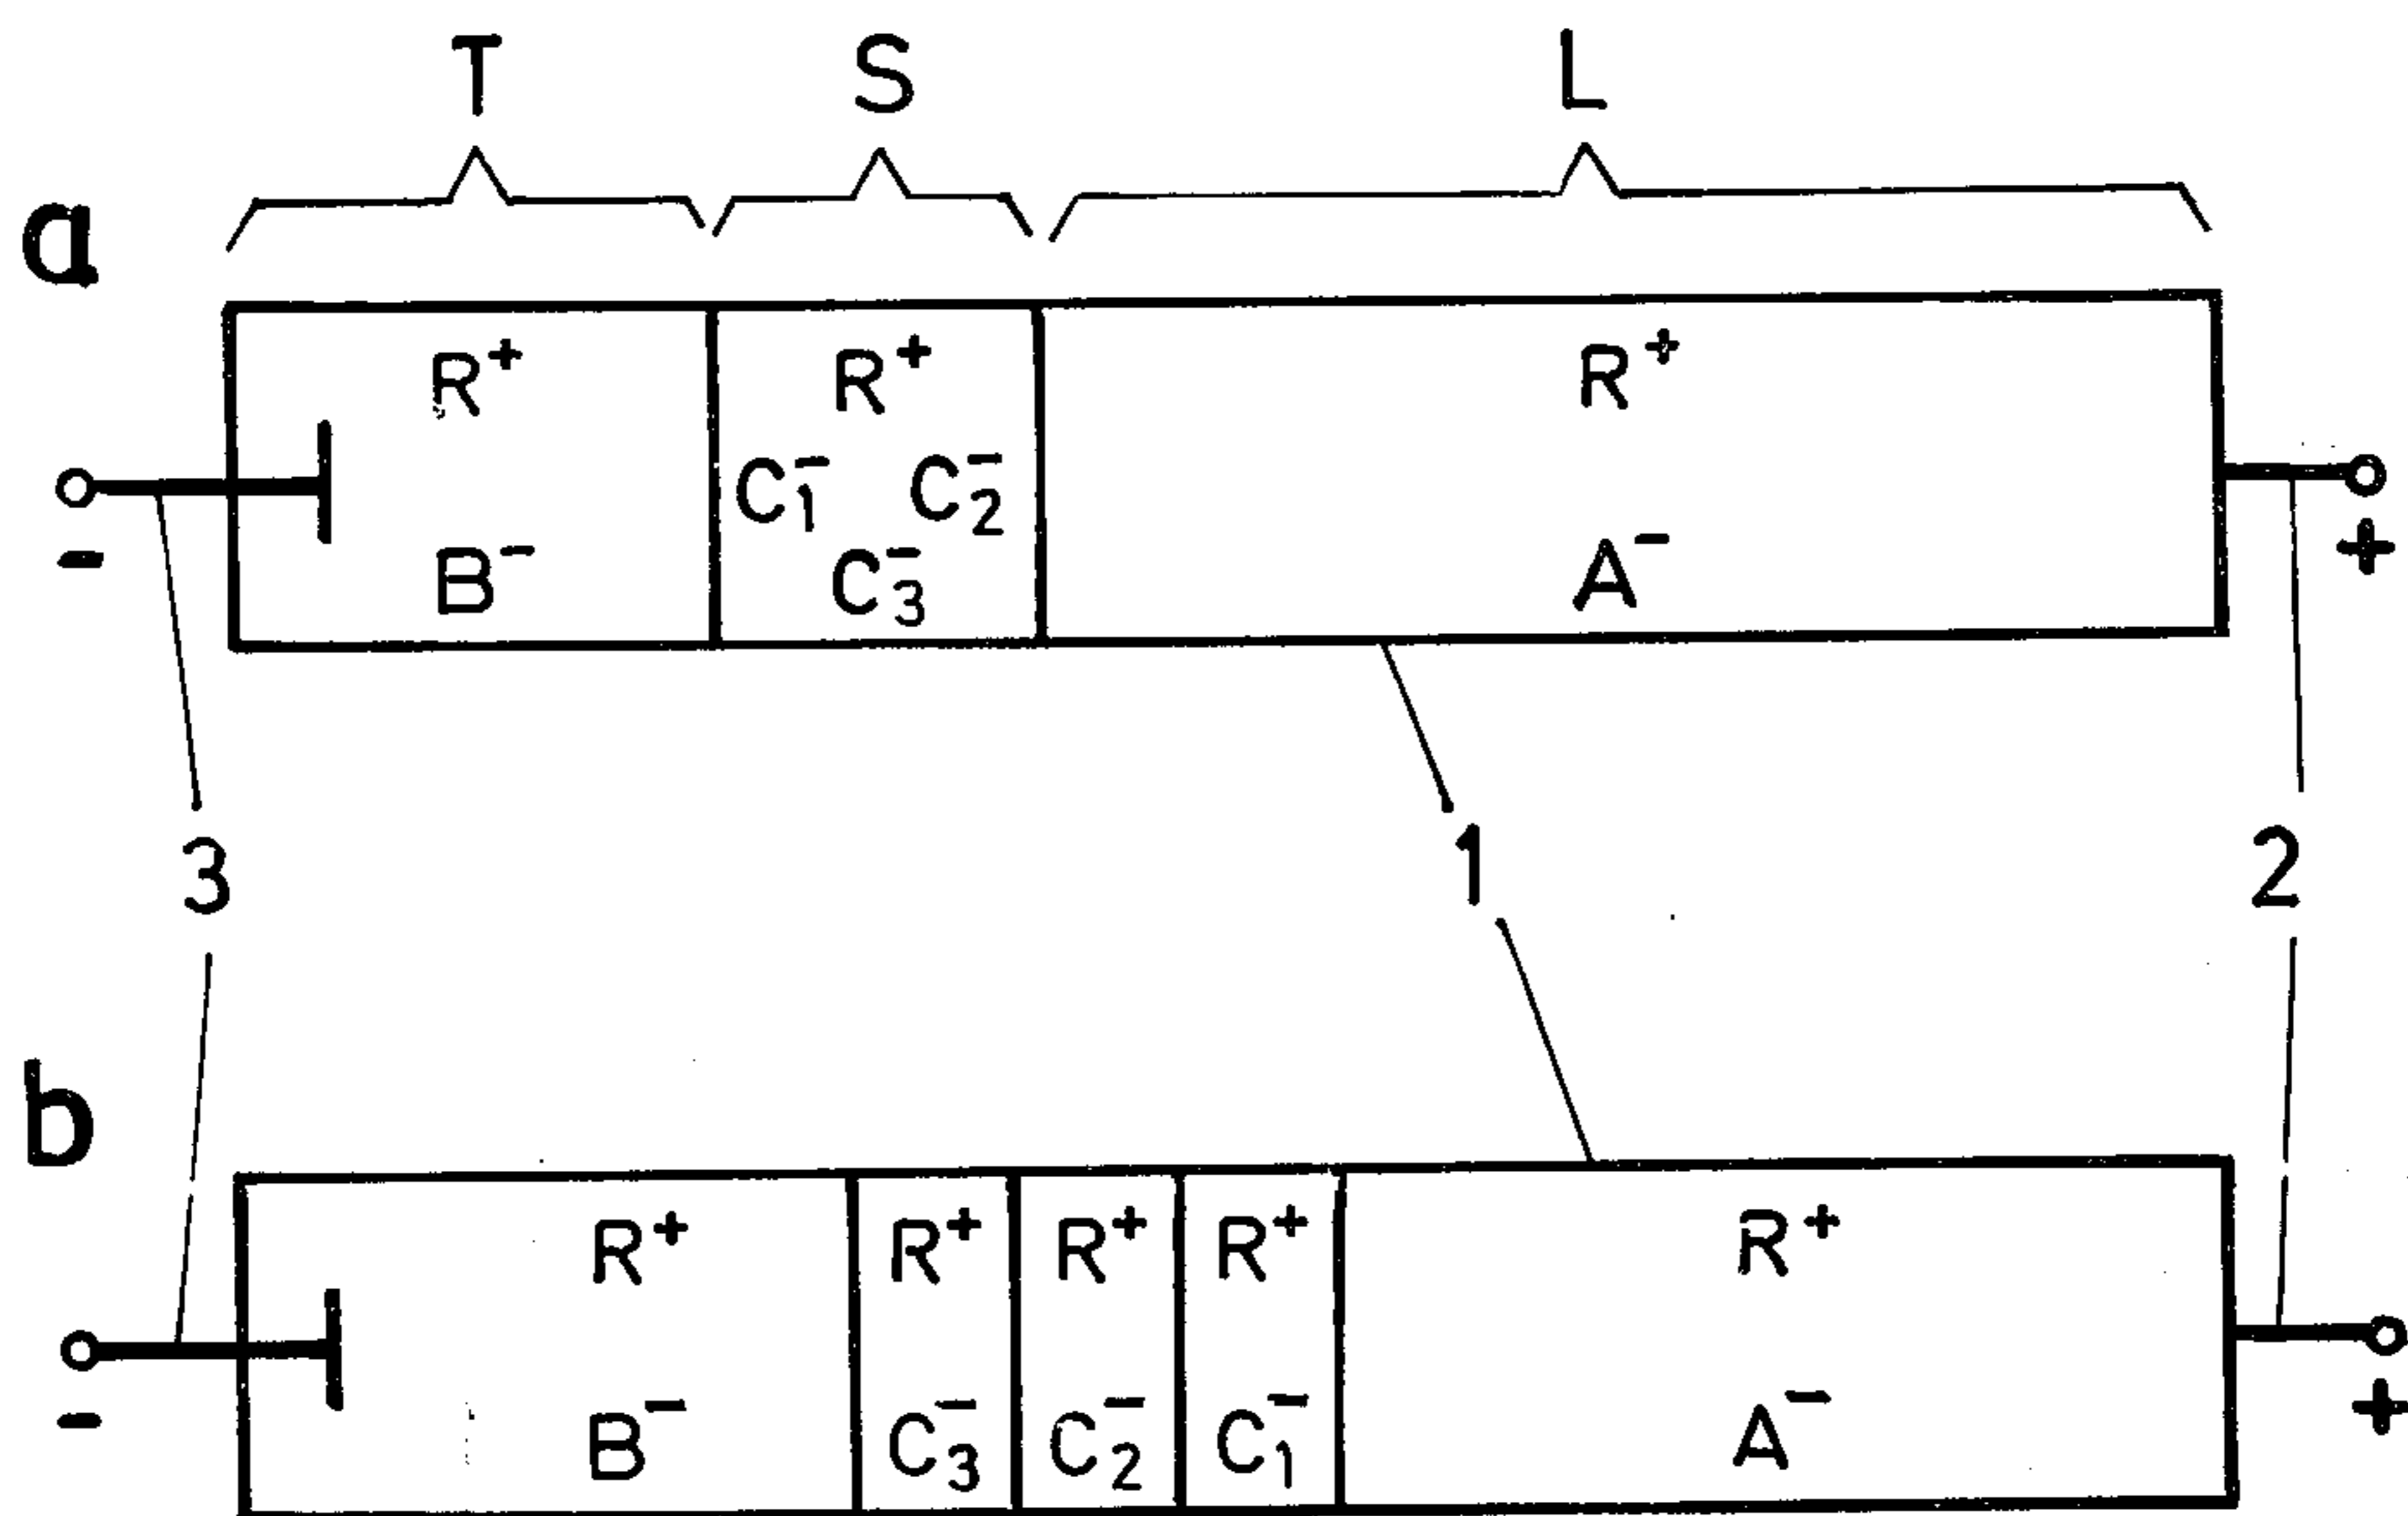 T S L
a
R⁺ R⁺ R⁺
C₁⁻ C₂⁻
B⁻ C₃⁻ A⁻
- +
3 1 2
b
R⁺ R⁺ R⁺ R⁺ R⁺
B⁻ C₃⁻ C₂⁻ C₁⁻ A⁻
- +